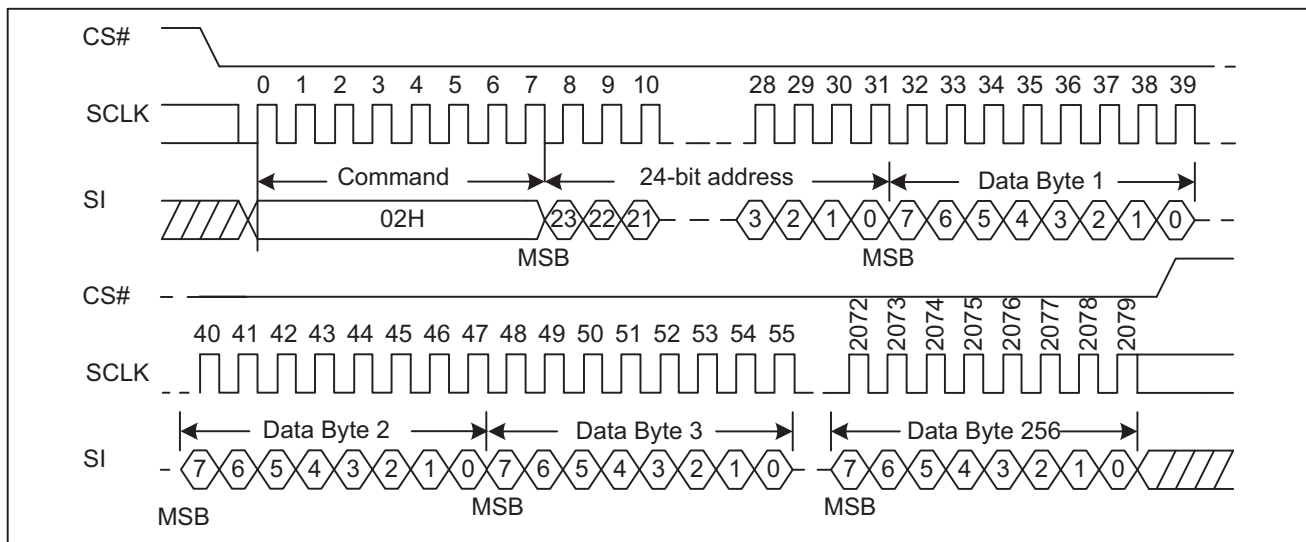 CS#
0 1 2 3 4 5 6 7 8 9 10 28 29 30 31 32 33 34 35 36 37 38 39
SCLK
Command 24-bit address Data Byte 1
SI
02H 23 22 21 3 2 1 0 7 6 5 4 3 2 1 0
MSB MSB
CS#
40 41 42 43 44 45 46 47 48 49 50 51 52 53 54 55 2072 2073 2074 2075 2076 2077 2078 2079
SCLK
Data Byte 2 Data Byte 3 Data Byte 256
SI
7 6 5 4 3 2 1 0 7 6 5 4 3 2 1 0 7 6 5 4 3 2 1 0
MSB MSB MSB